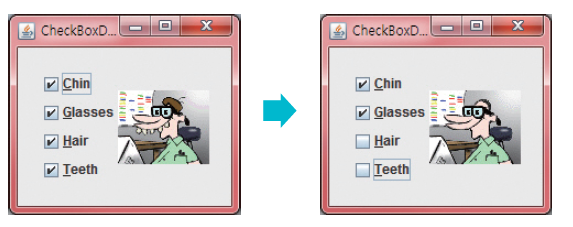 CheckBoxD...
Chin
Glasses
Hair
Teeth
CheckBoxD...
Chin
Glasses
Hair
Teeth